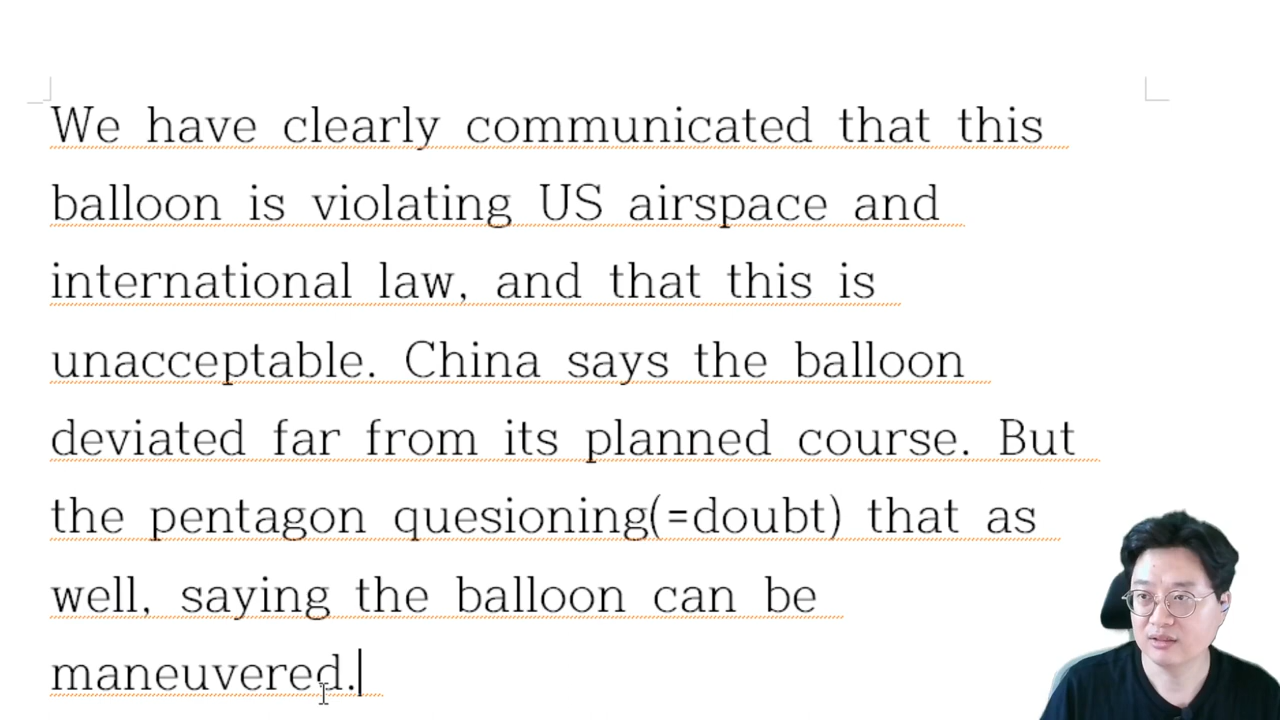 We have clearly communicated that this
balloon is violating US airspace and
international law, and that this is
unacceptable. China says the balloon
deviated far from its planned course. But
the pentagon quesioning(=doubt) that as
well, saying the balloon can be
maneuvered.